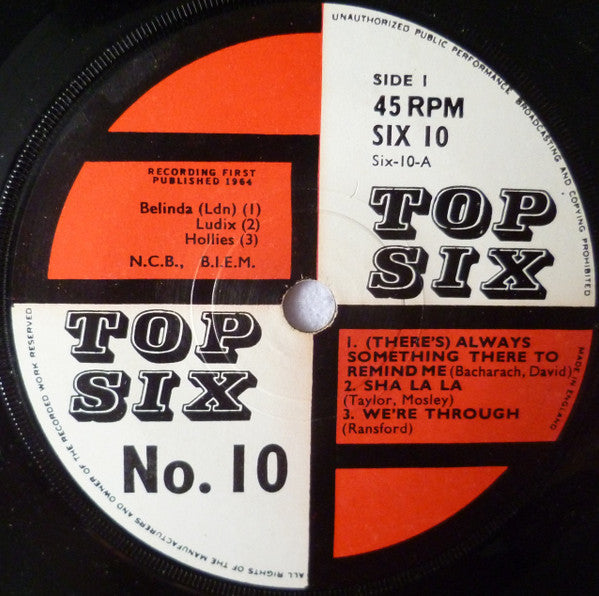 UNAUTHORIZED PUBLIC PERFORMANCE BROADCASTING AND COPYING PROHIBITED
SIDE 1
45 RPM
SIX 10
Six-10-A
TOP
SIX
RECORDING FIRST
PUBLISHED 1964
Belinda (Ldn) (1)
Ludix (2)
Hollies (3)
N.C.B., B.I.E.M.
TOP
SIX
No. 10
1. (THERE'S) ALWAYS
SOMETHING THERE TO
REMIND ME (Bacharach, David)
2. SHA LA LA
(Taylor, Mosley)
3. WE'RE THROUGH
(Ransford)
MADE IN ENGLAND
ALL RIGHTS OF THE MANUFACTURERS AND OWNER OF THE RECORDED WORK RESERVED